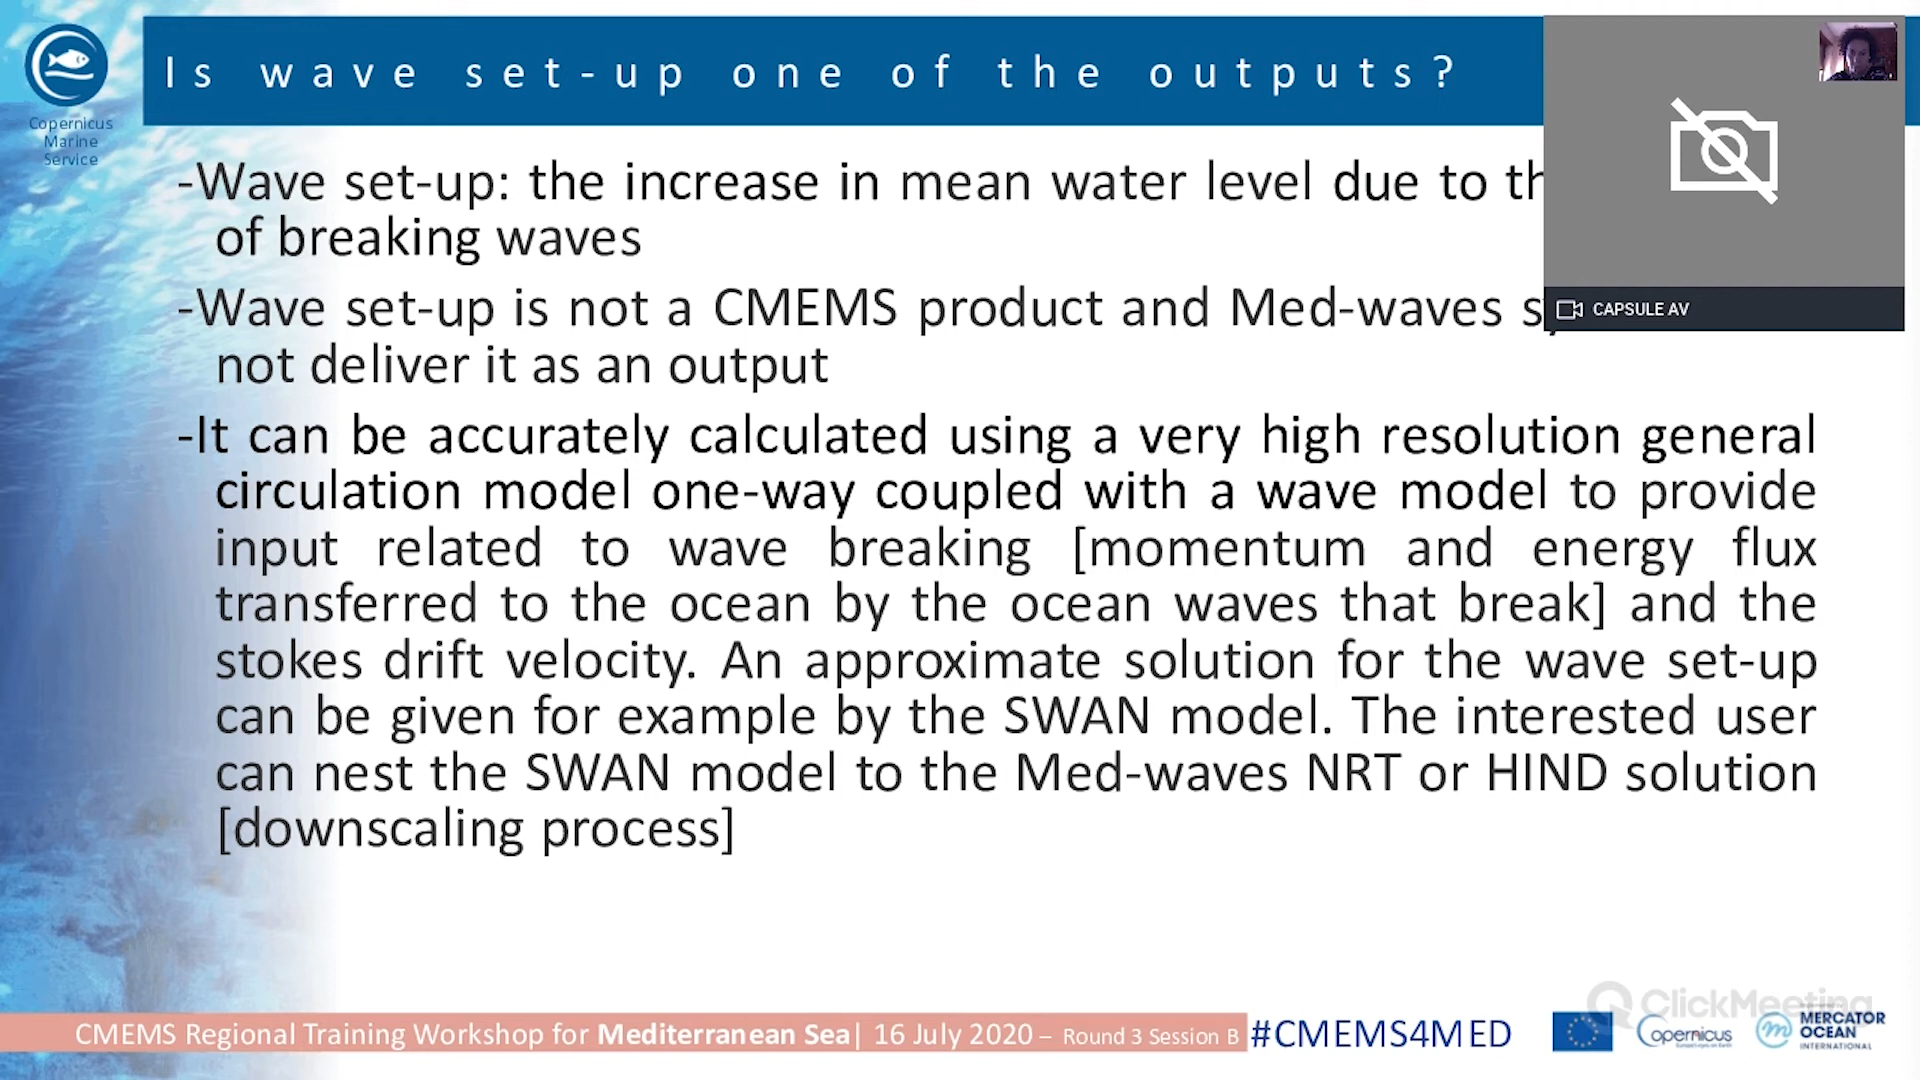 Is wave set-up one of the outputs?
Copernicus
Marine
Service
-Wave set-up: the increase in mean water level due to
of breaking waves
-Wave set-up is not a CMEMS product and Med-waves
not deliver it as an output
CAPSULE AV
-It can be accurately calculated using a very high resolution general
circulation model one-way coupled with a wave model to provide
input related to wave breaking [momentum and energy flux
transferred to the ocean by the ocean waves that break] and the
stokes drift velocity. An approximate solution for the wave set-up
can be given for example by the SWAN model. The interested user
can nest the SWAN model to the Med-waves NRT or HIND solution
[downscaling process]
ClickMeeting
CMEMS Regional Training Workshop for Mediterranean Sea| 16 July 2020 – Round 3 Session B
#CMEMS4MED
opernicus
Europe's eyes on Earth
MERCATOR
OCEAN
INTERNATIONAL